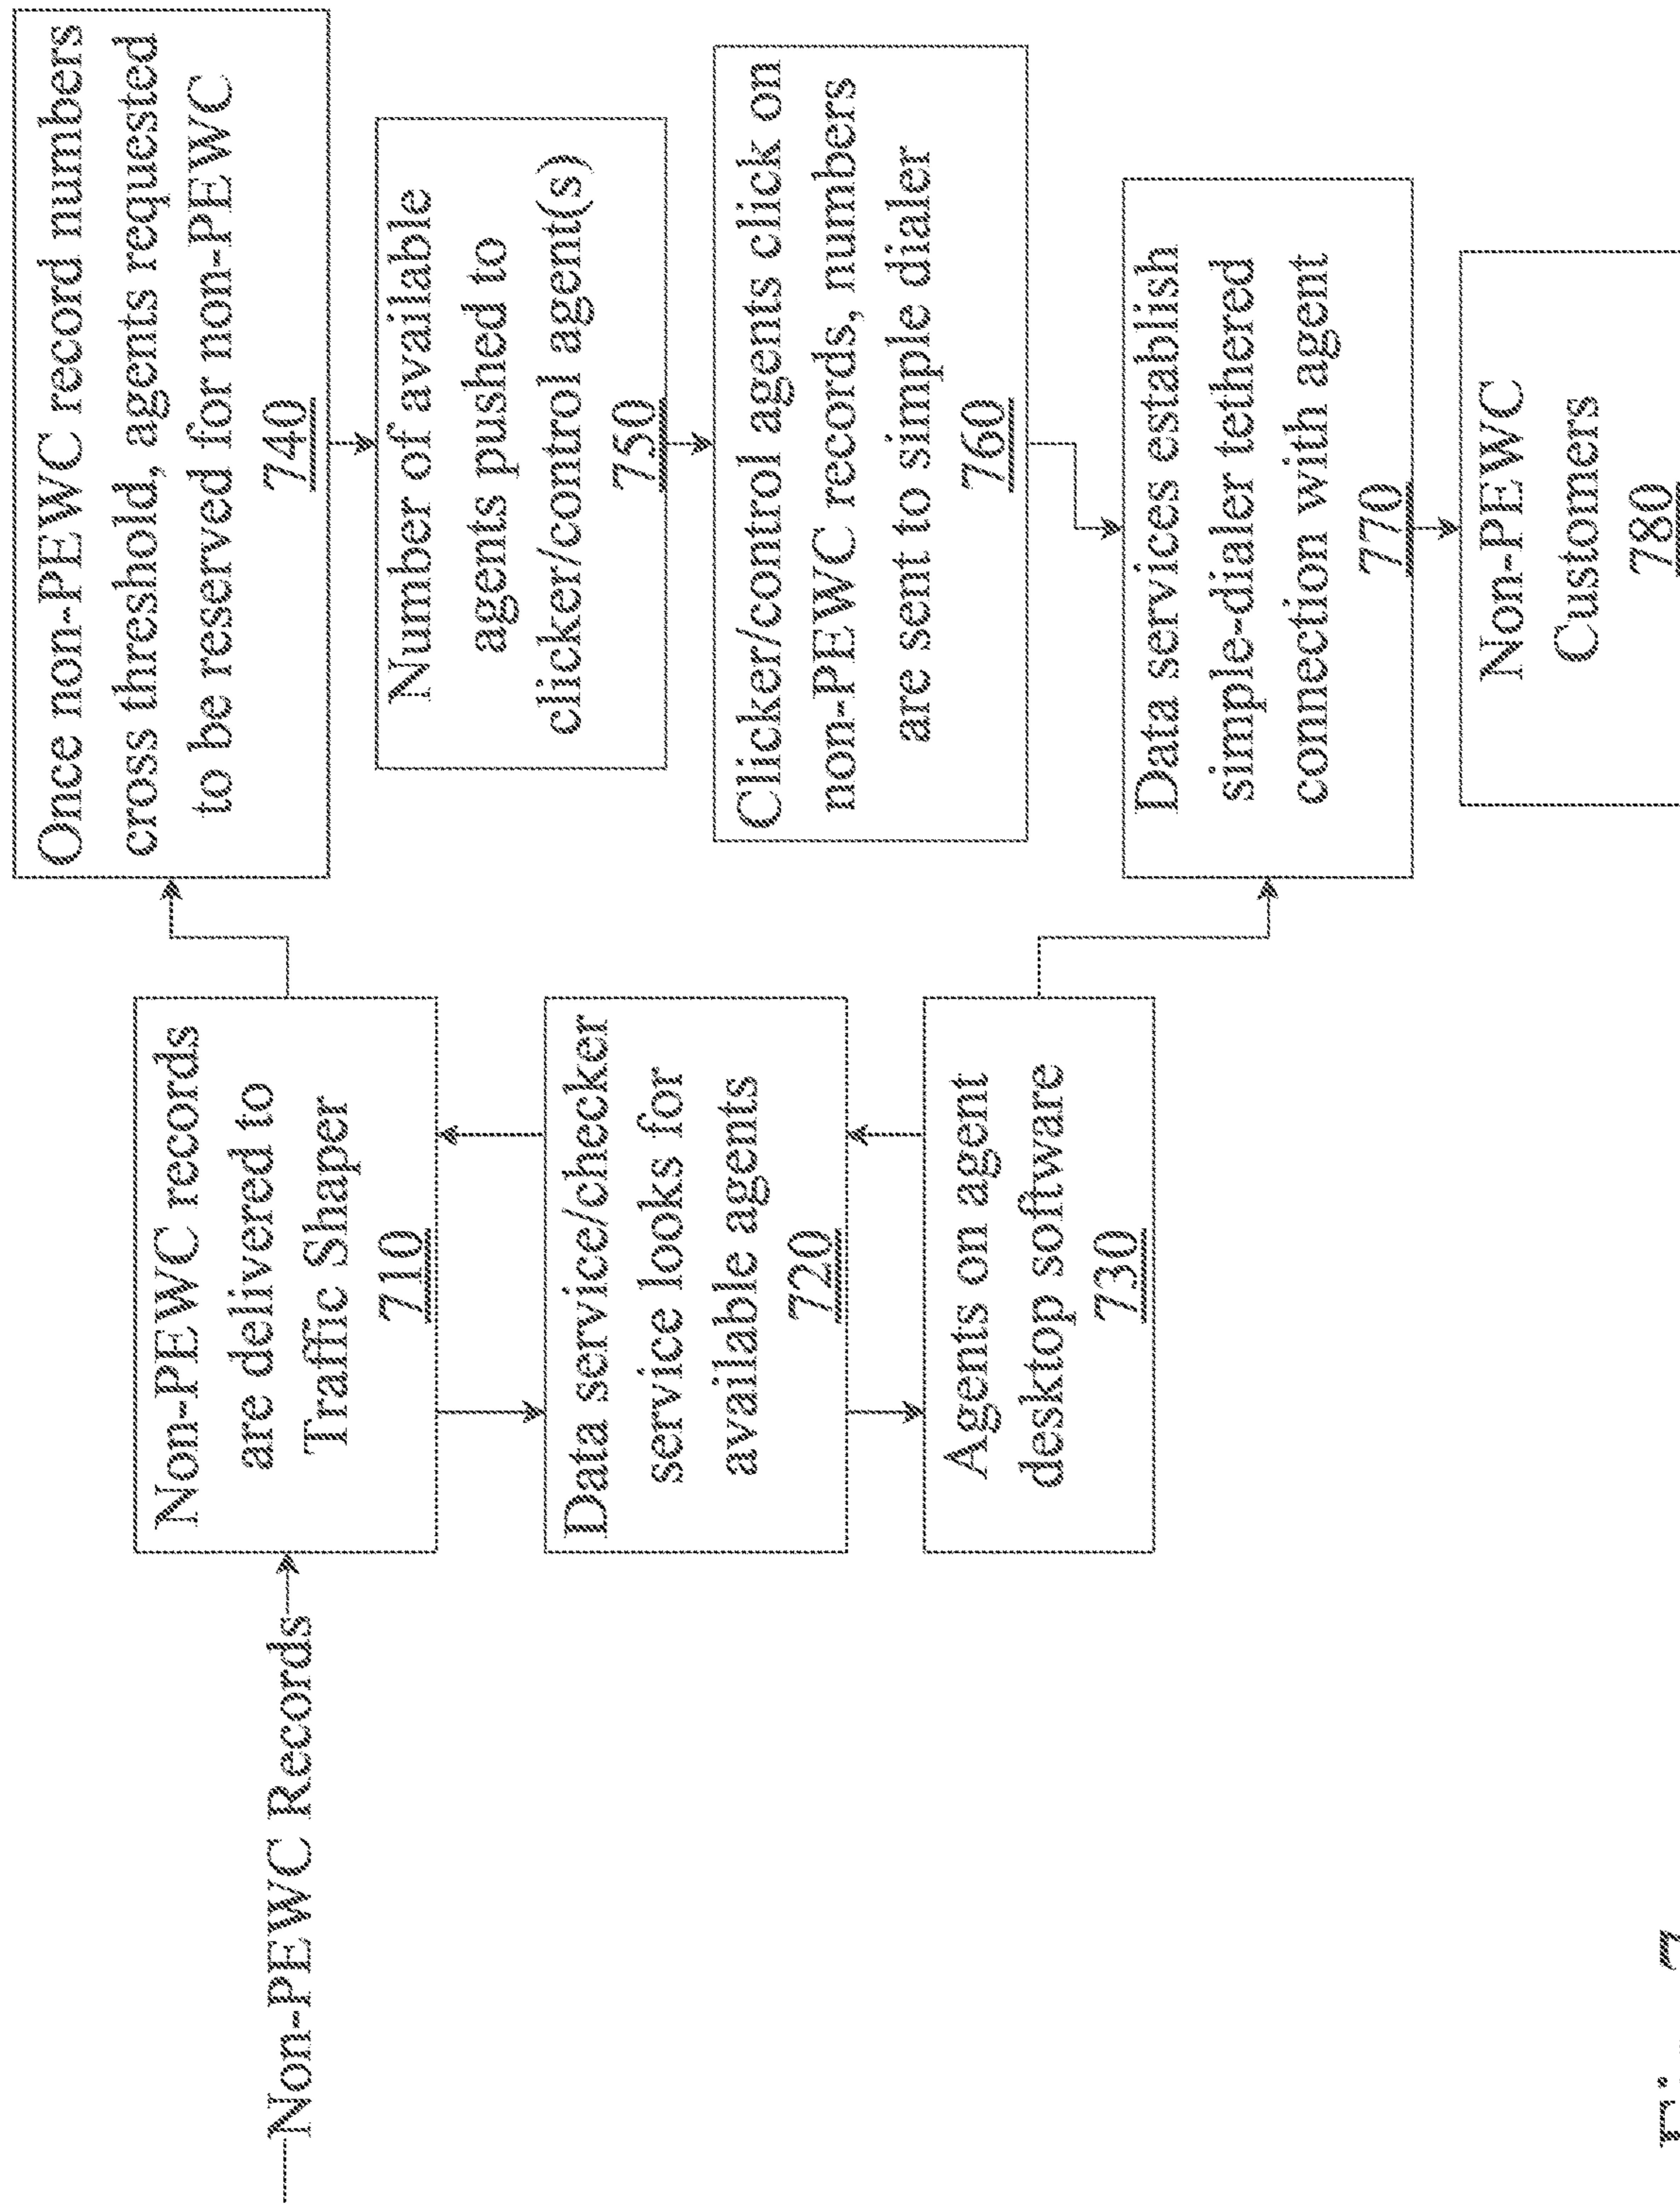 Non-PEWC Records
Non-PEWC records
are delivered to
Traffic Shaper
710
Data service/checker
service looks for
available agents
720
Agents on agent
desktop software
730
Once non-PEWC record numbers
cross threshold, agents requested
to be reserved for non-PEWC
740
Number of available
agents pushed to
clicker/control agent(s)
750
Clicker/control agents click on
non-PEWC records, numbers
are sent to simple dialer
760
Data services establish
simple-dialer tethered
connection with agent
770
Non-PEWC
Customers
780